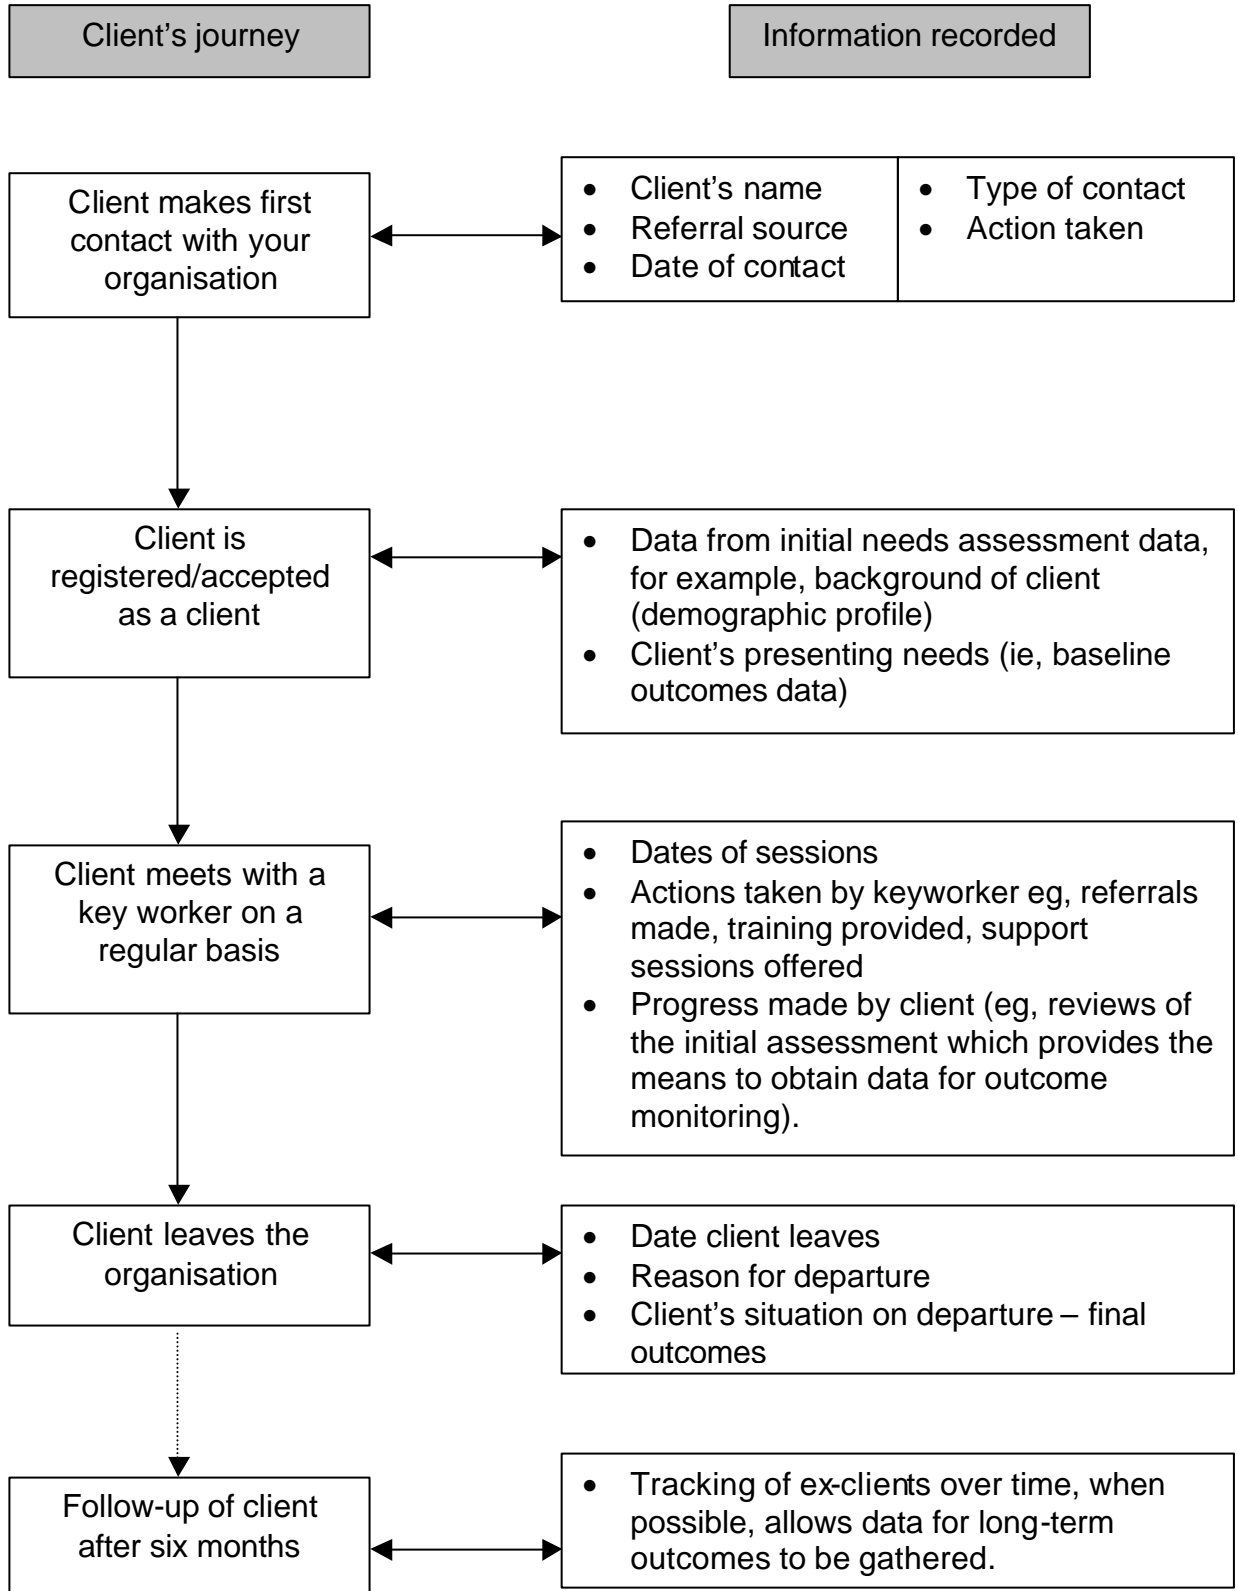 Client’s journey
Information recorded
Client makes first
contact with your
organisation
• Client’s name
• Referral source
• Date of contact
• Type of contact
• Action taken
Client is
registered/accepted
as a client
• Data from initial needs assessment data,
for example, background of client
(demographic profile)
• Client’s presenting needs (ie, baseline
outcomes data)
Client meets with a
key worker on a
regular basis
• Dates of sessions
• Actions taken by keyworker eg, referrals
made, training provided, support
sessions offered
• Progress made by client (eg, reviews of
the initial assessment which provides the
means to obtain data for outcome
monitoring).
Client leaves the
organisation
• Date client leaves
• Reason for departure
• Client’s situation on departure – final
outcomes
Follow-up of client
after six months
• Tracking of ex-clients over time, when
possible, allows data for long-term
outcomes to be gathered.